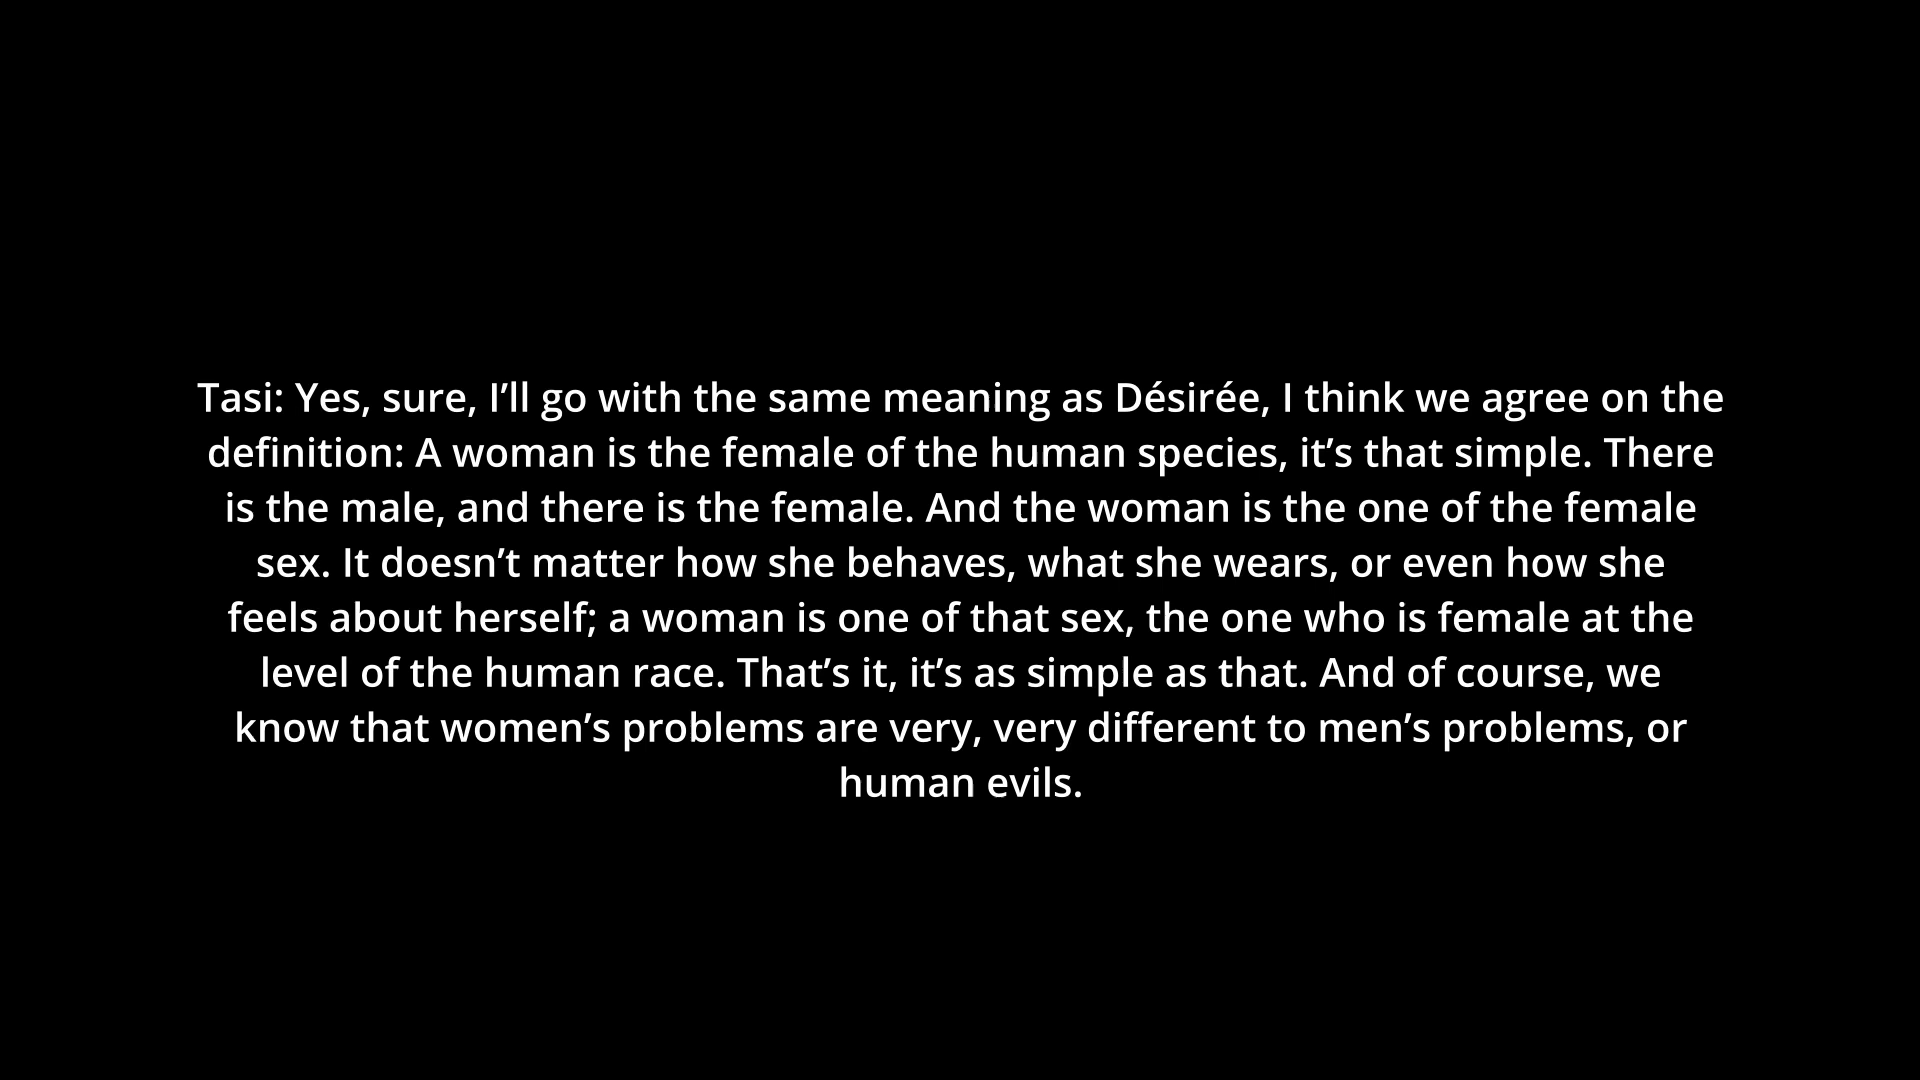 Tasi: Yes, sure, I’ll go with the same meaning as Désirée, I think we agree on the
definition: A woman is the female of the human species, it’s that simple. There
is the male, and there is the female. And the woman is the one of the female
sex. It doesn’t matter how she behaves, what she wears, or even how she
feels about herself; a woman is one of that sex, the one who is female at the
level of the human race. That’s it, it’s as simple as that. And of course, we
know that women’s problems are very, very different to men’s problems, or
human evils.